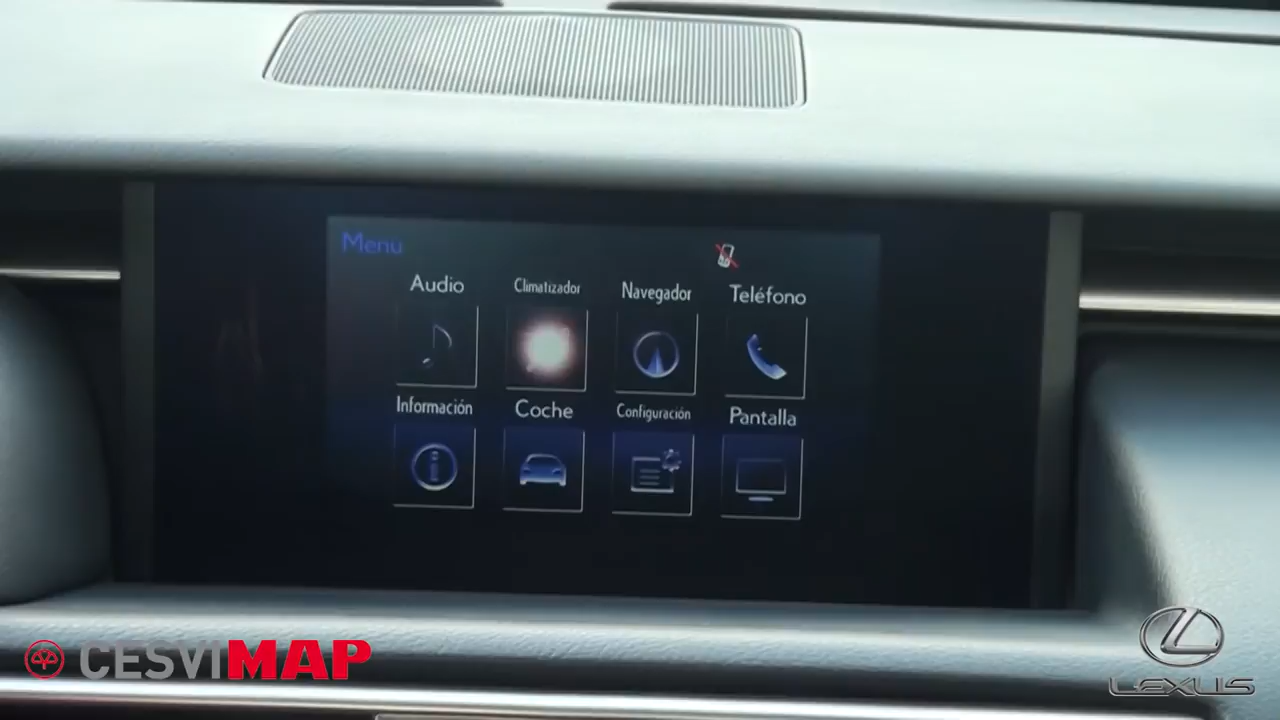 Menu
Audio Climatizador Navegador Teléfono
Información Coche Configuración Pantalla
CESVIMAP
LEXUS